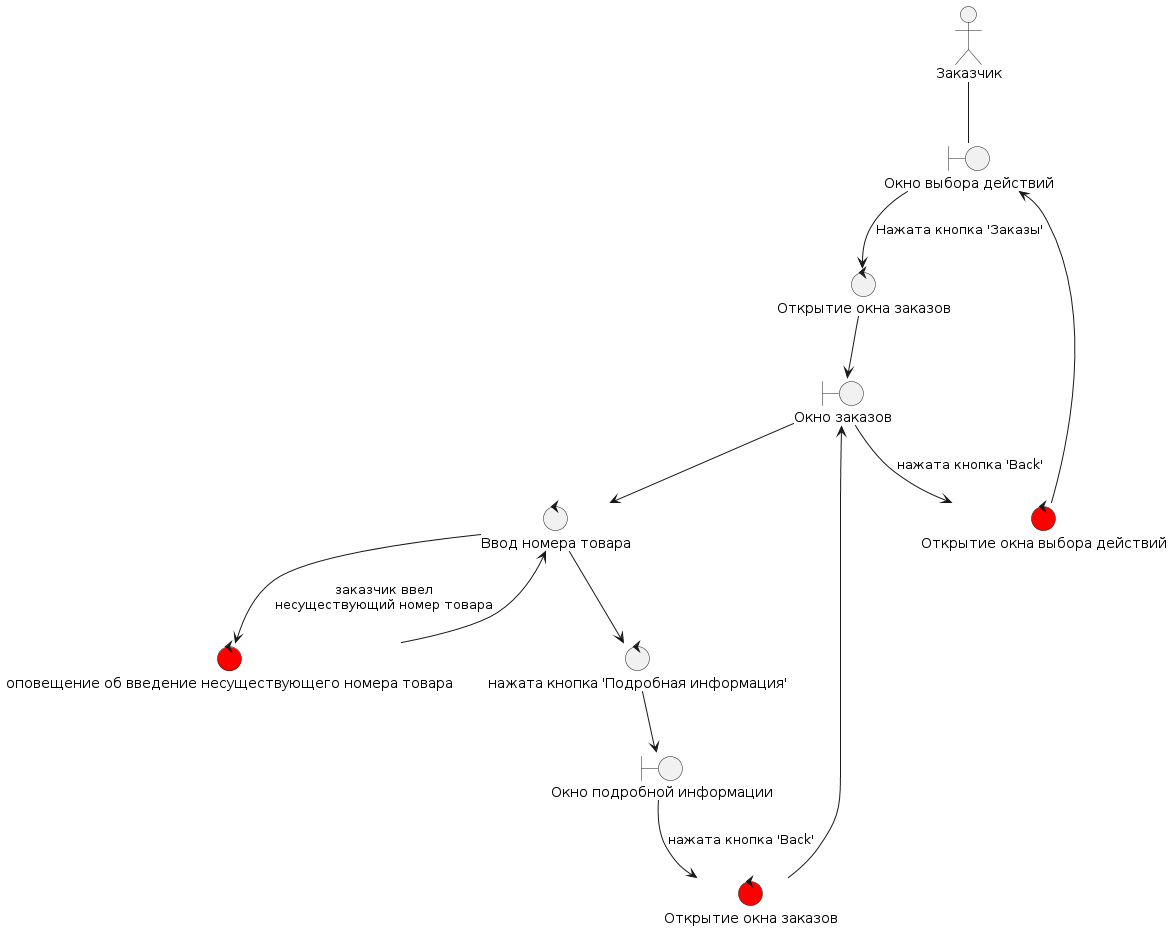 Заказчик
Окно выбора действий
Нажата кнопка 'Заказы'
Открытие окна заказов
Окно заказов
нажата кнопка 'Back'
Ввод номера товара
Открытие окна выбора действий
заказчик ввел
несуществующий номер товара
оповещение об введение несуществующего номера товара
нажата кнопка 'Подробная информация'
Окно подробной информации
нажата кнопка 'Back'
Открытие окна заказов